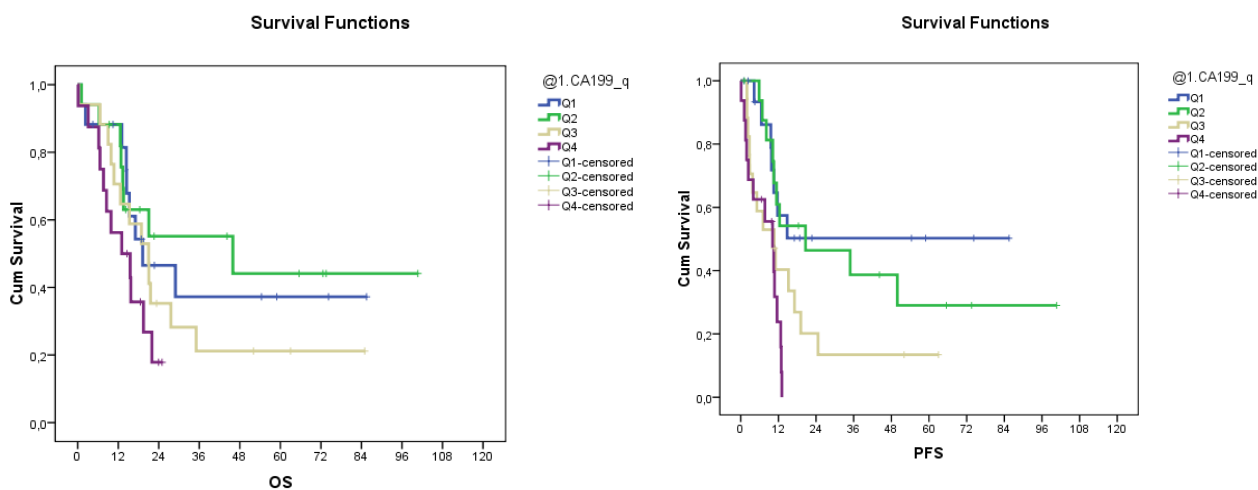 Survival Functions
Cum Survival
1,0
0,8
0,6
0,4
0,2
0,0
0 12 24 36 48 60 72 84 96 108 120
OS
@1.CA199_q
Q1
Q2
Q3
Q4
Q1-censored
Q2-censored
Q3-censored
Q4-censored
Survival Functions
Cum Survival
1,0
0,8
0,6
0,4
0,2
0,0
0 12 24 36 48 60 72 84 96 108 120
PFS
@1.CA199_q
Q1
Q2
Q3
Q4
Q1-censored
Q2-censored
Q3-censored
Q4-censored